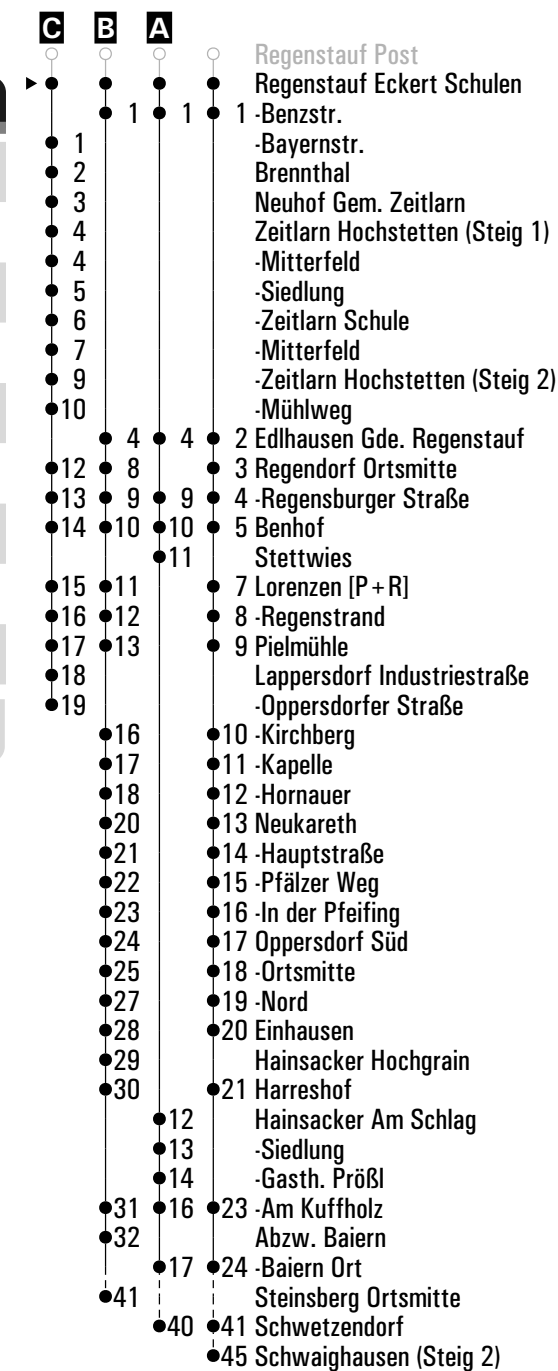 C B A
Regenstauf Post
Regenstauf Eckert Schulen
1 1 1 -Benzstr.
1 -Bayernstr.
2 Brennthal
3 Neuhof Gem. Zeitlarn
4 Zeitlarn Hochstetten (Steig 1)
4 -Mitterfeld
5 -Siedlung
6 -Zeitlarn Schule
7 -Mitterfeld
9 -Zeitlarn Hochstetten (Steig 2)
10 -Mühlweg
4 4 2 Edlhausen Gde. Regenstauf
12 8 3 Regendorf Ortsmitte
13 9 9 4 -Regensburger Straße
14 10 10 5 Benhof
11 Stettwies
15 11 7 Lorenzen [P+R]
16 12 8 -Regenstrand
17 13 9 Pielmühle
18 Lappersdorf Industriestraße
19 -Oppersdorfer Straße
16 10 -Kirchberg
17 11 -Kapelle
18 12 -Hornauer
20 13 Neukareth
21 14 -Hauptstraße
22 15 -Pfälzer Weg
23 16 -In der Pfeifing
24 17 Oppersdorf Süd
25 18 -Ortsmitte
27 19 -Nord
28 20 Einhausen
29 Hainsacker Hochgrain
30 21 Harreshof
12 Hainsacker Am Schlag
13 -Siedlung
14 -Gasth. Prößl
31 16 23 -Am Kuffholz
32 Abzw. Baiern
17 24 -Baiern Ort
41 Steinsberg Ortsmitte
40 41 Schwetzendorf
45 Schwaighausen (Steig 2)